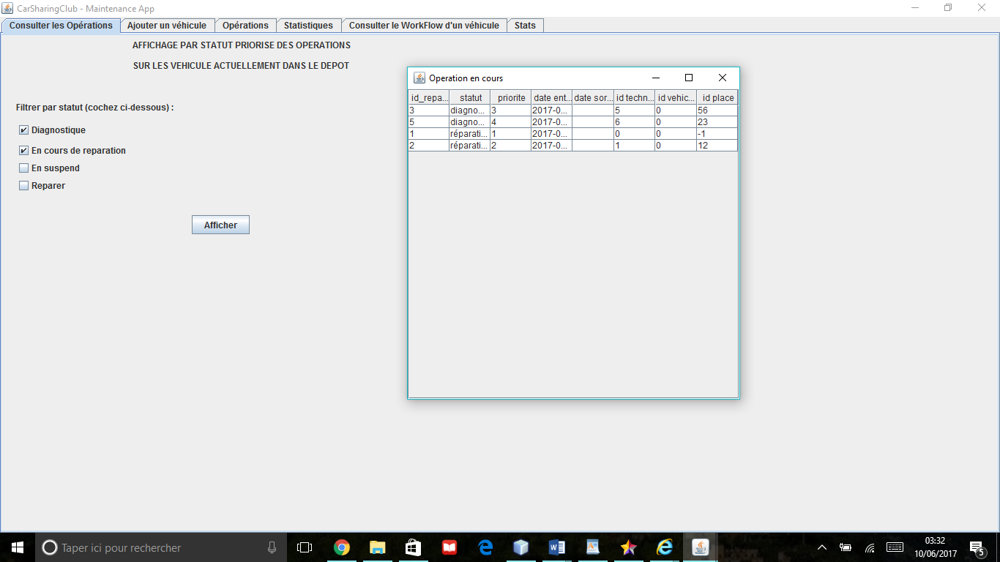 CarSharingClub - Maintenance App
Consulter les Opérations Ajouter un véhicule Opérations Statistiques Consulter le WorkFlow d'un véhicule Stats
AFFICHAGE PAR STATUT PRIORISE DES OPERATIONS
SUR LES VEHICULE ACTUELLEMENT DANS LE DEPOT
Filtrer par statut (cochez ci-dessous) :
Diagnostique
En cours de reparation
En suspend
Reparer
Afficher
Operation en cours
id_repa... statut priorite date ent... date sor... id techn... id vehic... id place
3 diagno... 3 2017-0... 5 0 56
5 diagno... 4 2017-0... 6 0 23
1 réparati... 1 2017-0... 0 0 -1
2 réparati... 2 2017-0... 1 0 12
Taper ici pour rechercher
03:32
10/06/2017
5